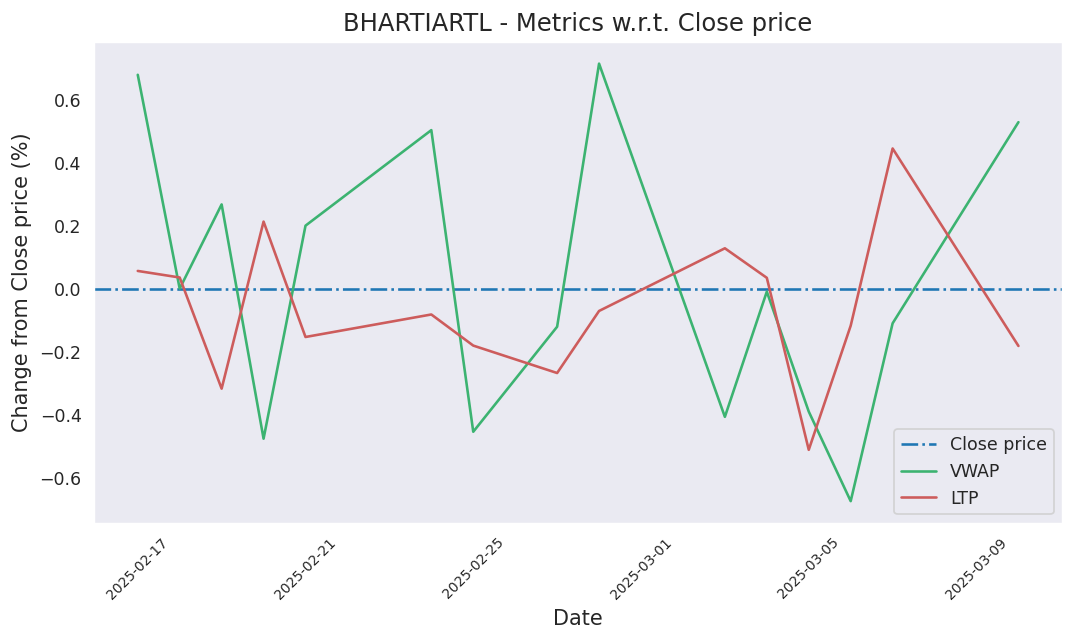 BHARTIARTL - Metrics w.r.t. Close price
Change from Close price (%)
0.6
0.4
0.2
0.0
−0.2
−0.4
−0.6
Close price
VWAP
LTP
2025-02-17
2025-02-21
2025-02-25
2025-03-01
2025-03-05
2025-03-09
Date